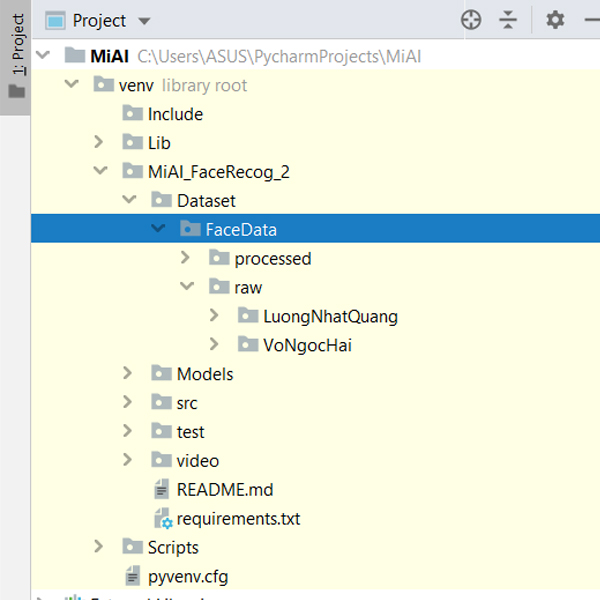 1: Project
Project
MiAI C:\Users\ASUS\PycharmProjects\MiAI
venv library root
Include
Lib
MiAI_FaceRecog_2
Dataset
FaceData
processed
raw
LuongNhatQuang
VoNgocHai
Models
src
test
video
README.md
requirements.txt
Scripts
pyvenv.cfg